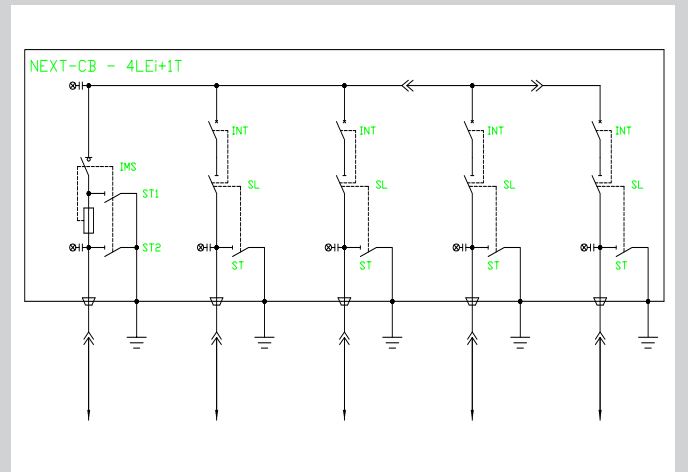 NEXT-CB - 4LEi+1T
INT INT INT INT
IMS
SL SL SL SL
ST1
ST2
ST ST ST ST